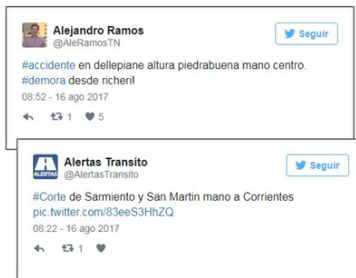 Alejandro Ramos
@AleRamosTN
Seguir
#accidente en dellepiane altura piedrabuena mano centro.
#demora desde richeri!
08:52 - 16 ago 2017
1 5
ALERTAS
Alertas Transito
@AlertasTransito
Seguir
#Corte de Sarmiento y San Martin mano a Corrientes
pic.twitter.com/83eeS3HhZQ
08:22 - 16 ago 2017
1